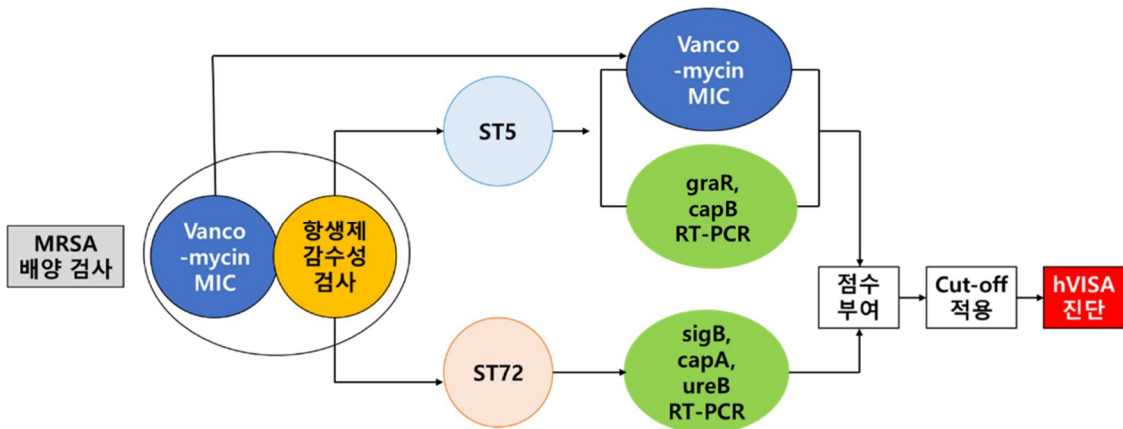 MRSA
배양 검사
Vanco
-mycin
MIC
항생제
감수성
검사
ST5
ST72
Vanco
-mycin
MIC
graR,
capB
RT-PCR
sigB,
capA,
ureB
RT-PCR
점수
부여
Cut-off
적용
hVISA
진단